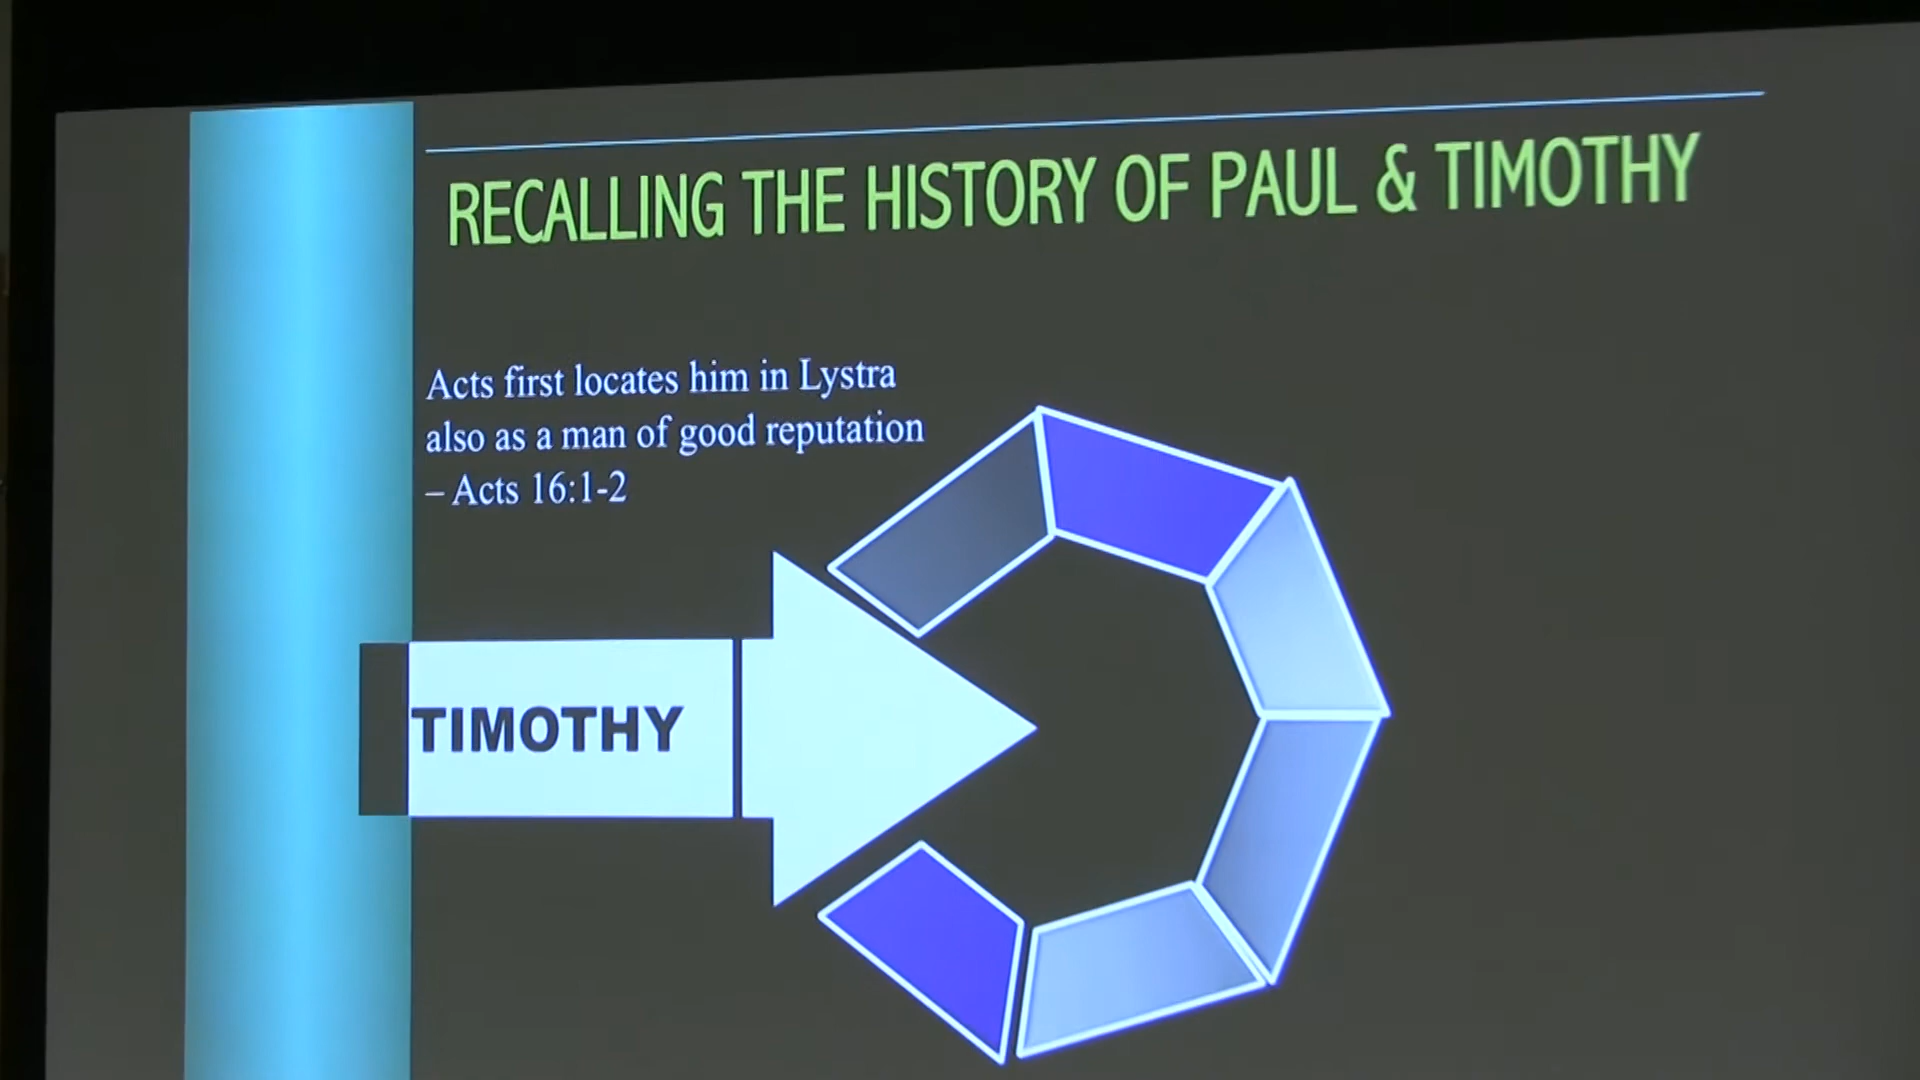 RECALLING THE HISTORY OF PAUL & TIMOTHY
Acts first locates him in Lystra
also as a man of good reputation
– Acts 16:1-2
TIMOTHY